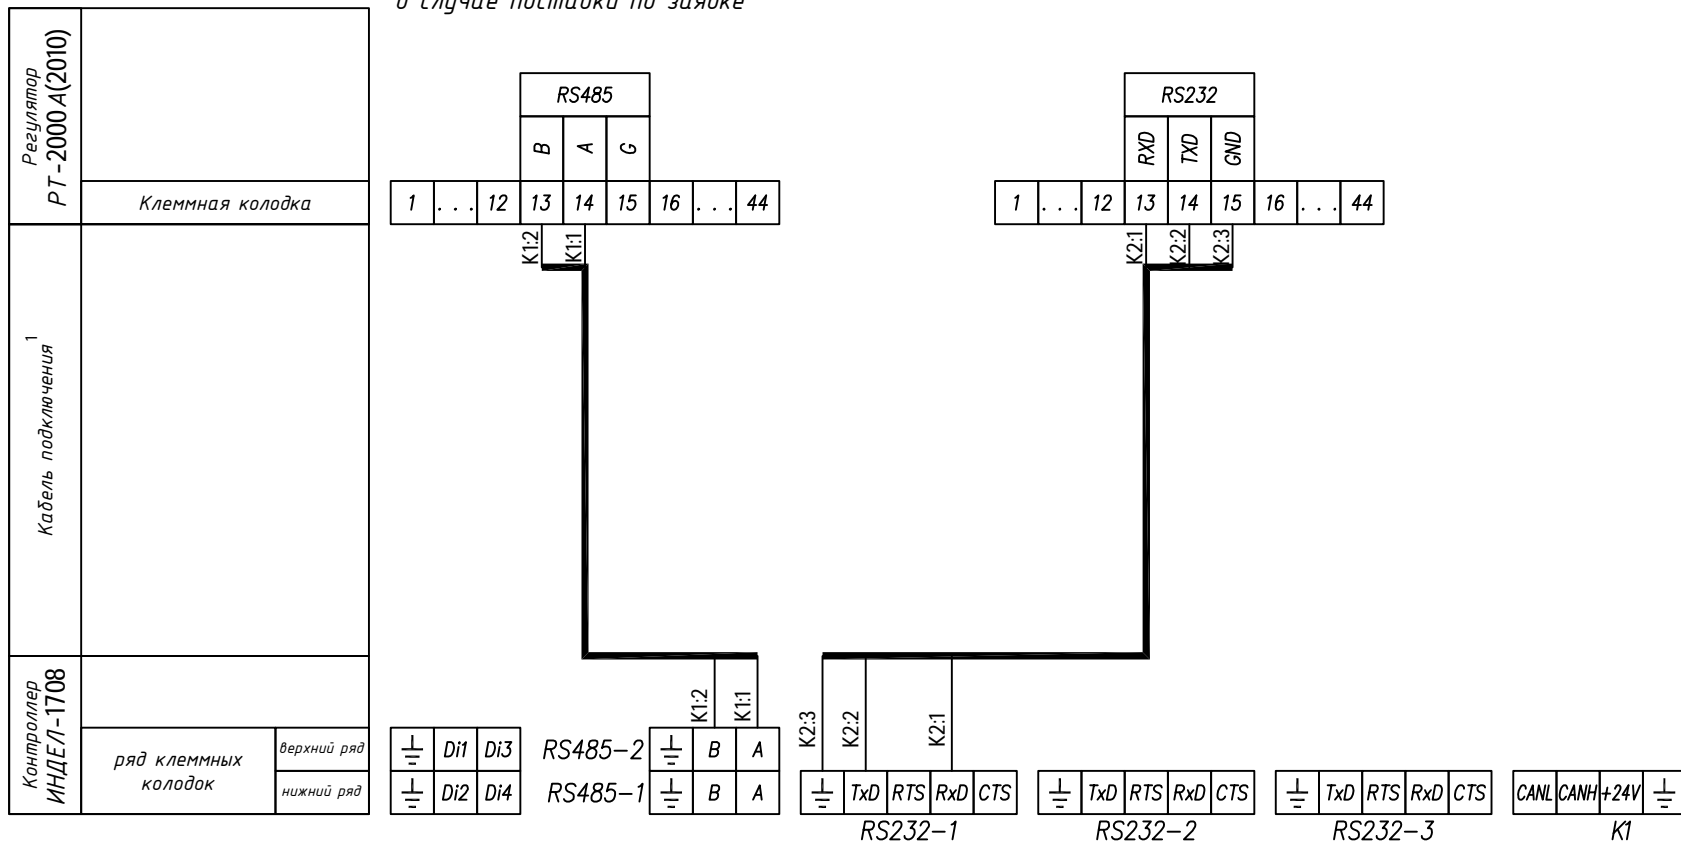 в случае поставки по заявке
Регулятор
РТ-2000А(2010)
Клеммная колодка
RS485
B A G
1 ... 12 13 14 15 16 ... 44
K1:2 K1:1
RS232
RXD TXD GND
1 ... 12 13 14 15 16 ... 44
K2:1 K2:2 K2:3
Кабель подключения 1
Контроллер
ИНДЕЛ-1708
ряд клеммных
колодок
верхний ряд
нижний ряд
K1:2 K1:1
K2:3 K2:2 K2:1
Di1 Di3
RS485-2 B A
Di2 Di4
RS485-1 B A
TxD RTS RxD CTS
RS232-1
TxD RTS RxD CTS
RS232-2
TxD RTS RxD CTS
RS232-3
CANL CANH +24V
K1